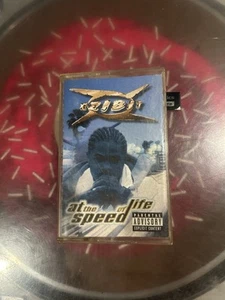 XZIBIT
at the speed of life
PARENTAL
ADVISORY
EXPLICIT CONTENT